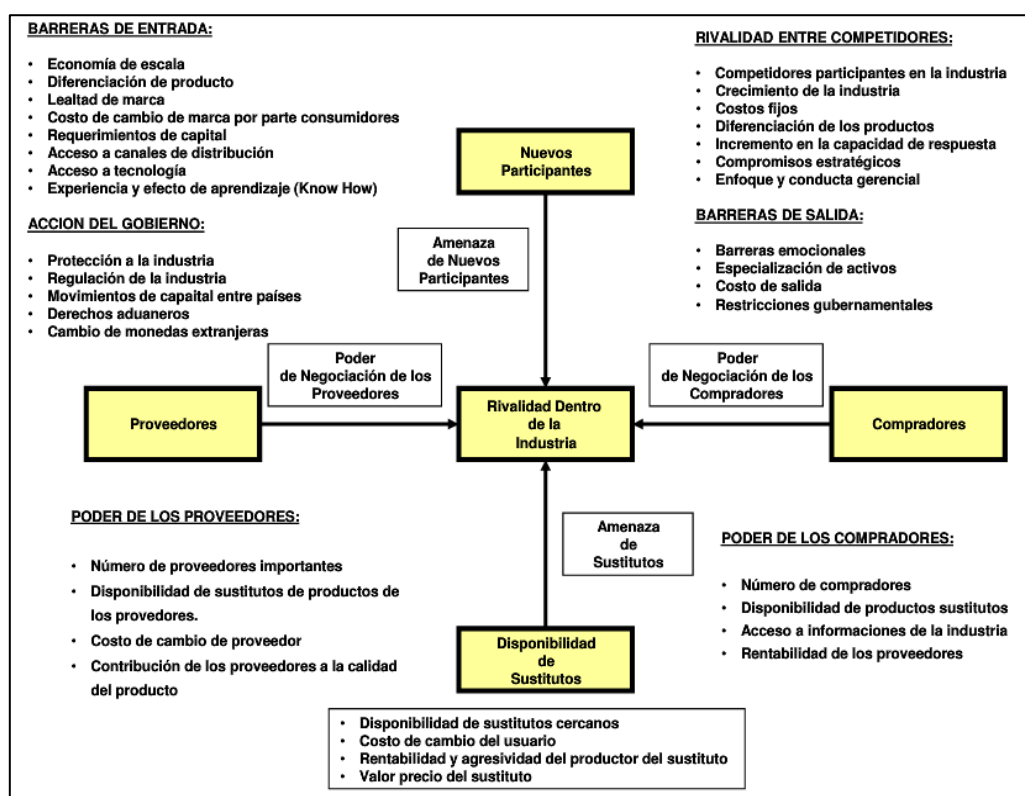 BARRERAS DE ENTRADA:
• Economía de escala
• Diferenciación de producto
• Lealtad de marca
• Costo de cambio de marca por parte consumidores
• Requerimientos de capital
• Acceso a canales de distribución
• Acceso a tecnología
• Experiencia y efecto de aprendizaje (Know How)
ACCION DEL GOBIERNO:
• Protección a la industria
• Regulación de la industria
• Movimientos de capaital entre países
• Derechos aduaneros
• Cambio de monedas extranjeras
RIVALIDAD ENTRE COMPETIDORES:
• Competidores participantes en la industria
• Crecimiento de la industria
• Costos fijos
• Diferenciación de los productos
• Incremento en la capacidad de respuesta
• Compromisos estratégicos
• Enfoque y conducta gerencial
BARRERAS DE SALIDA:
• Barreras emocionales
• Especialización de activos
• Costo de salida
• Restricciones gubernamentales
Nuevos
Participantes
Amenaza
de Nuevos
Participantes
Poder
de Negociación de los
Proveedores
Poder
de Negociación de los
Compradores
Proveedores
Rivalidad Dentro
de la
Industria
Compradores
Amenaza
de
Sustitutos
PODER DE LOS PROVEEDORES:
• Número de proveedores importantes
• Disponibilidad de sustitutos de productos de
los provedores.
• Costo de cambio de proveedor
• Contribución de los proveedores a la calidad
del producto
PODER DE LOS COMPRADORES:
• Número de compradores
• Disponibilidad de productos sustitutos
• Acceso a informaciones de la industria
• Rentabilidad de los proveedores
Disponibilidad
de
Sustitutos
• Disponibilidad de sustitutos cercanos
• Costo de cambio del usuario
• Rentabilidad y agresividad del productor del sustituto
• Valor precio del sustituto